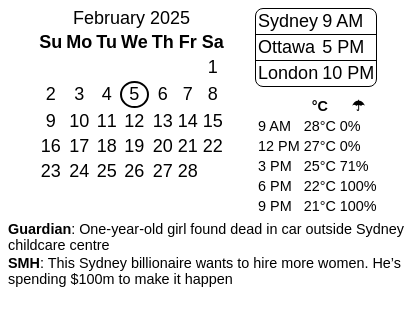 February 2025
Su Mo Tu We Th Fr Sa
1
2 3 4 5 6 7 8
9 10 11 12 13 14 15
16 17 18 19 20 21 22
23 24 25 26 27 28
Sydney 9 AM
Ottawa 5 PM
London 10 PM
°C ☂
9 AM 28°C 0%
12 PM 27°C 0%
3 PM 25°C 71%
6 PM 22°C 100%
9 PM 21°C 100%
Guardian: One-year-old girl found dead in car outside Sydney
childcare centre
SMH: This Sydney billionaire wants to hire more women. He’s
spending $100m to make it happen